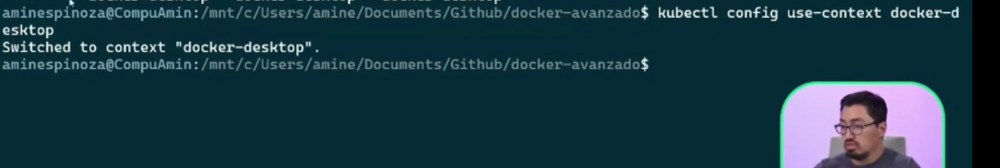 aminespinoza@CompuAmin:/mnt/c/Users/amine/Documents/Github/docker-avanzado$ kubectl config use-context docker-d
esktop
Switched to context "docker-desktop".
aminespinoza@CompuAmin:/mnt/c/Users/amine/Documents/Github/docker-avanzado$